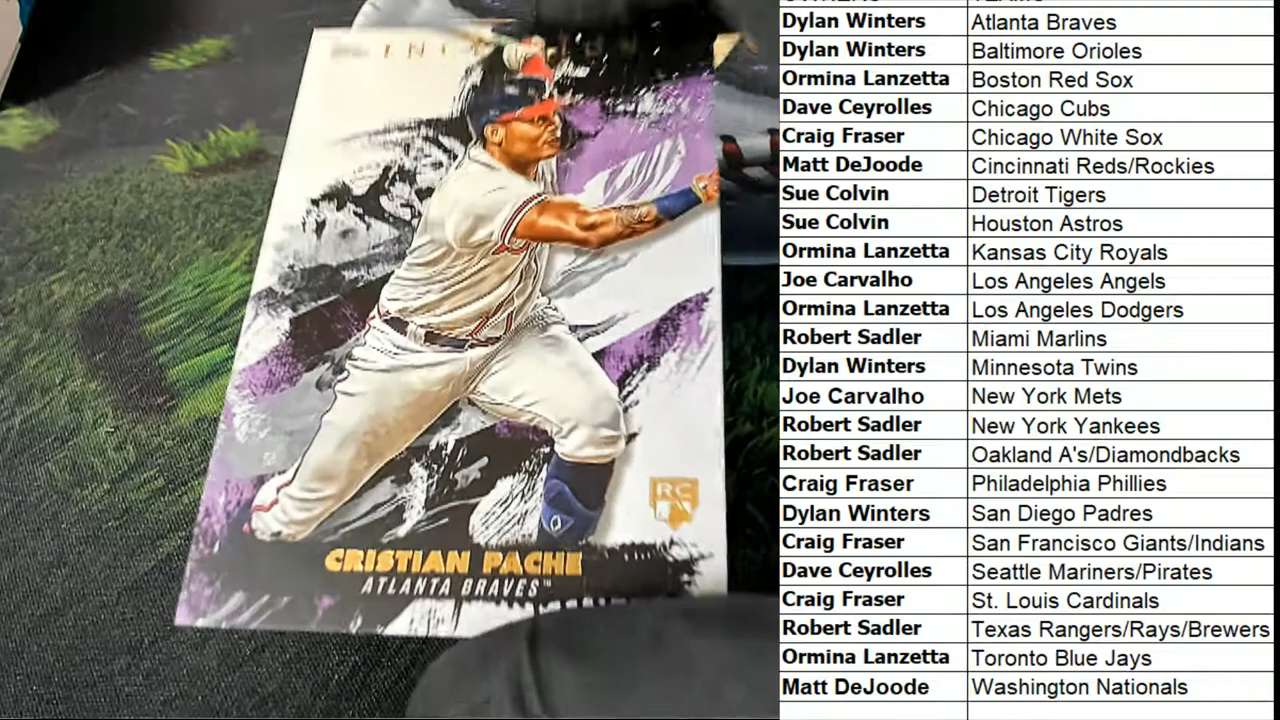 RC
CRISTIAN PACHE
ATLANTA BRAVES™
Dylan Winters Atlanta Braves
Dylan Winters Baltimore Orioles
Ormina Lanzetta Boston Red Sox
Dave Ceyrolles Chicago Cubs
Craig Fraser Chicago White Sox
Matt DeJoode Cincinnati Reds/Rockies
Sue Colvin Detroit Tigers
Sue Colvin Houston Astros
Ormina Lanzetta Kansas City Royals
Joe Carvalho Los Angeles Angels
Ormina Lanzetta Los Angeles Dodgers
Robert Sadler Miami Marlins
Dylan Winters Minnesota Twins
Joe Carvalho New York Mets
Robert Sadler New York Yankees
Robert Sadler Oakland A's/Diamondbacks
Craig Fraser Philadelphia Phillies
Dylan Winters San Diego Padres
Craig Fraser San Francisco Giants/Indians
Dave Ceyrolles Seattle Mariners/Pirates
Craig Fraser St. Louis Cardinals
Robert Sadler Texas Rangers/Rays/Brewers
Ormina Lanzetta Toronto Blue Jays
Matt DeJoode Washington Nationals